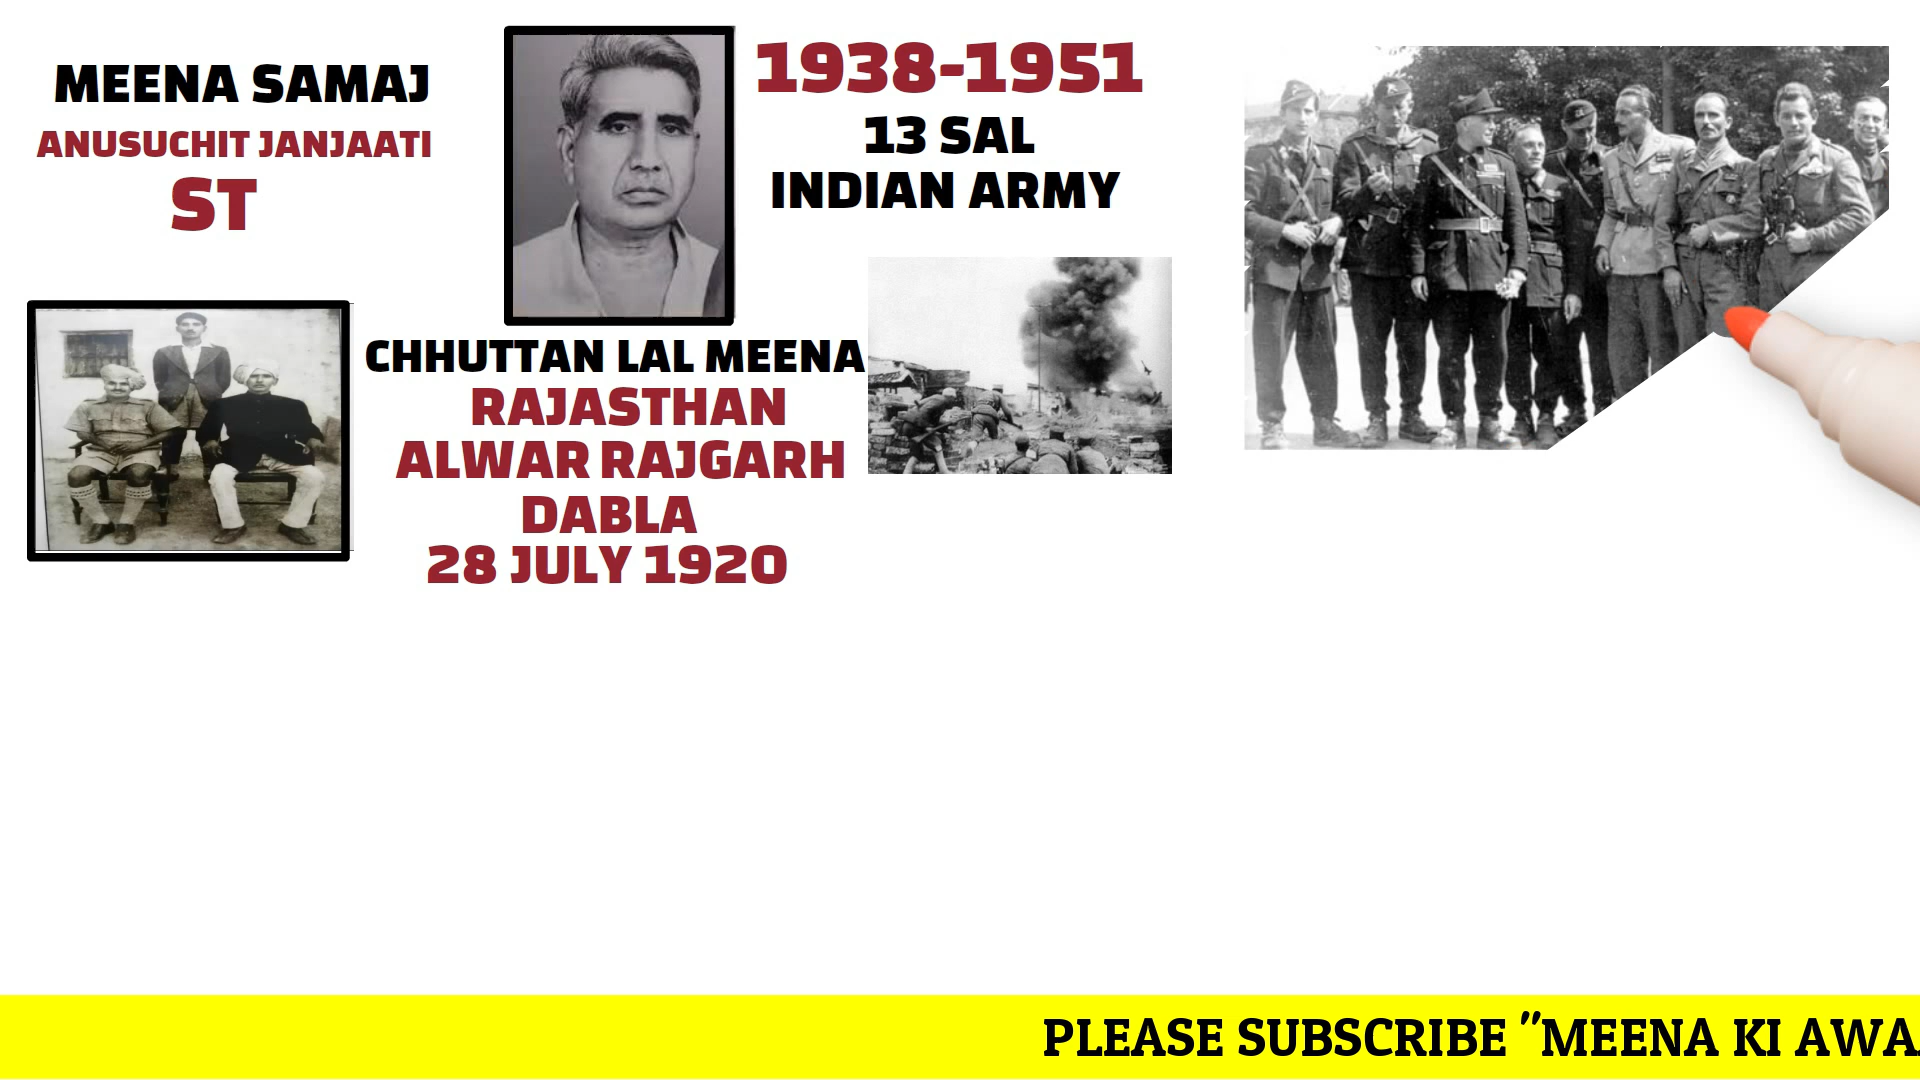 MEENA SAMAJ
ANUSUCHIT JANJAATI
ST
1938-1951
13 SAL
INDIAN ARMY
CHHUTTAN LAL MEENA
RAJASTHAN
ALWAR RAJGARH
DABLA
28 JULY 1920
PLEASE SUBSCRIBE "MEENA KI